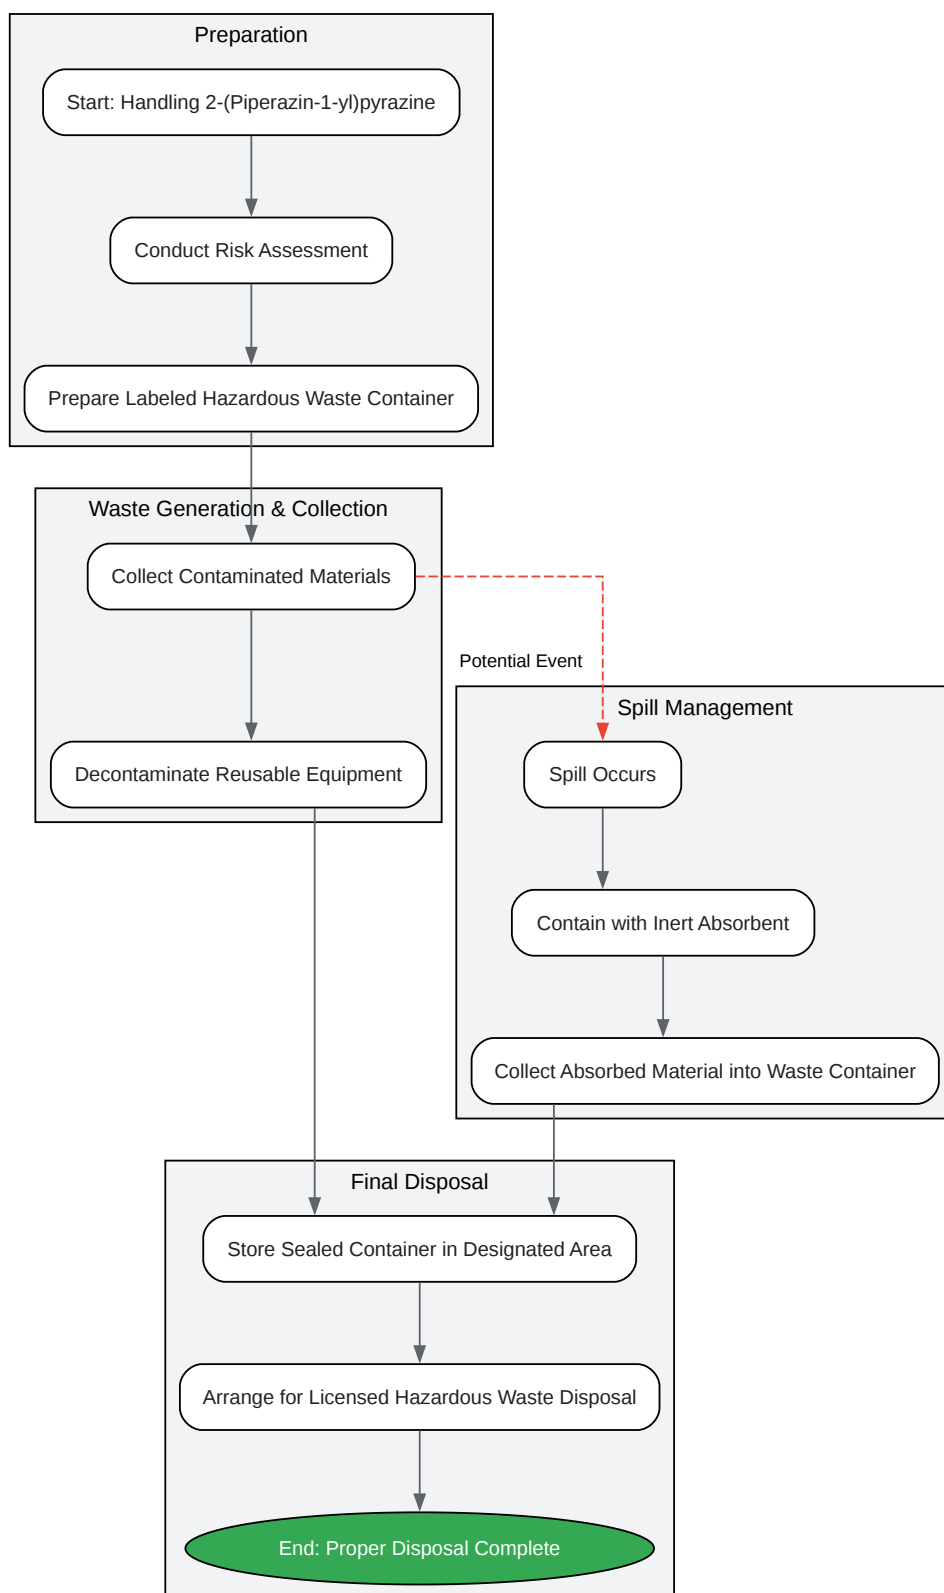 Preparation
Start: Handling 2-(Piperazin-1-yl)pyrazine
Conduct Risk Assessment
Prepare Labeled Hazardous Waste Container
Waste Generation & Collection
Collect Contaminated Materials
Decontaminate Reusable Equipment
Potential Event
Spill Management
Spill Occurs
Contain with Inert Absorbent
Collect Absorbed Material into Waste Container
Final Disposal
Store Sealed Container in Designated Area
Arrange for Licensed Hazardous Waste Disposal
End: Proper Disposal Complete